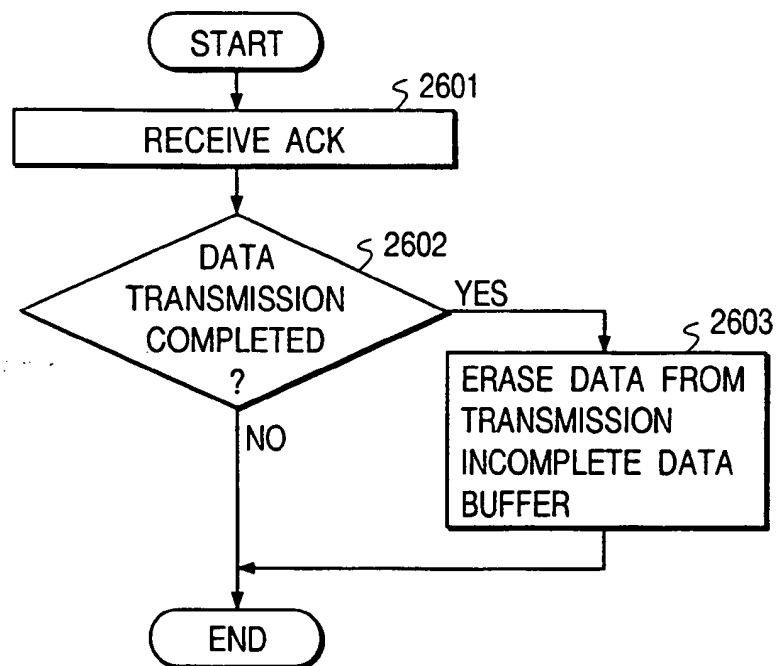 START
2601
RECEIVE ACK
2602
DATA
TRANSMISSION
COMPLETED
?
YES
NO
2603
ERASE DATA FROM
TRANSMISSION
INCOMPLETE DATA
BUFFER
END